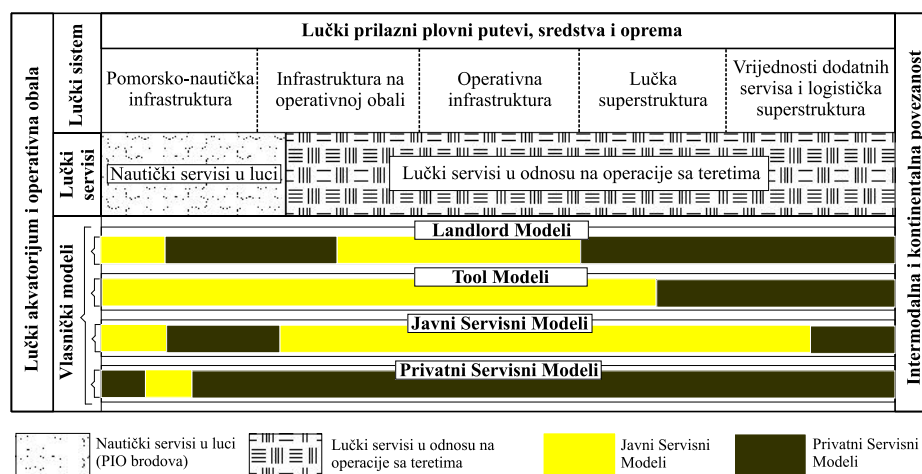 Lučki akvatorijum i operativna obala
Lučki sistem
Lučki prilazni plovni putevi, sredstva i oprema
Pomorsko-nautička
infrastruktura
Infrastruktura na
operativnoj obali
Operativna
infrastruktura
Lučka
superstruktura
Vrijednosti dodatnih
servisa i logistička
superstruktura
Intermodalna i kontinentalna povezanost
Lučki
servisi
Nautički servisi u luci
Lučki servisi u odnosu na operacije sa teretima
Vlasnički modeli
Landlord Modeli
Tool Modeli
Javni Servisni Modeli
Privatni Servisni Modeli
Nautički servisi u luci
(PIO brodova)
Lučki servisi u odnosu na
operacije sa teretima
Javni Servisni
Modeli
Privatni Servisni
Modeli